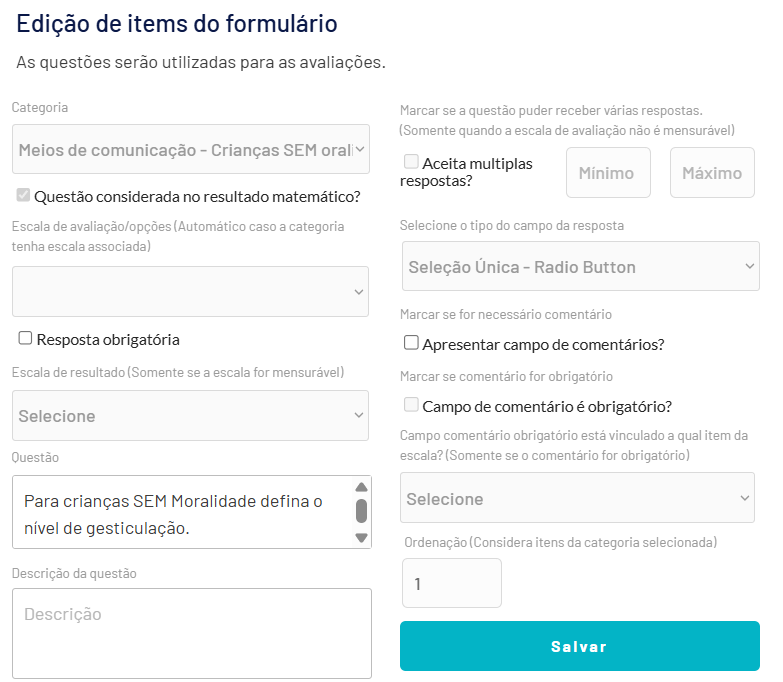 Edição de items do formulário
As questões serão utilizadas para as avaliações.
Categoria
Meios de comunicação - Crianças SEM oral
Questão considerada no resultado matemático?
Escala de avaliação/opções (Automático caso a categoria
tenha escala associada)
Resposta obrigatória
Escala de resultado (Somente se a escala for mensurável)
Selecione
Questão
Para crianças SEM Moralidade defina o
nível de gesticulação.
Descrição da questão
Descrição
Marcar se a questão puder receber várias respostas.
(Somente quando a escala de avaliação não é mensurável)
Aceita multiplas
respostas?
Mínimo
Máximo
Selecione o tipo do campo da resposta
Seleção Única - Radio Button
Marcar se for necessário comentário
Apresentar campo de comentários?
Marcar se comentário for obrigatório
Campo de comentário é obrigatório?
Campo comentário obrigatório está vinculado a qual item da
escala? (Somente se o comentário for obrigatório)
Selecione
Ordenação (Considera itens da categoria selecionada)
1
Salvar